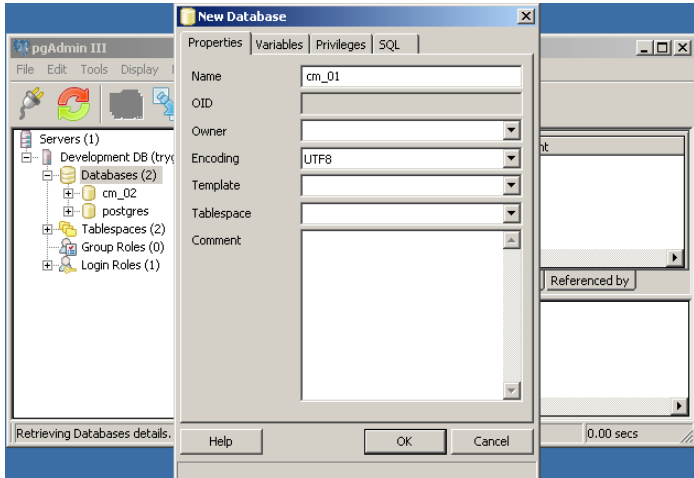 New Database
pgAdmin III
Properties Variables Privileges SQL
File Edit Tools Display
Name cm_01
OID
Owner
Servers (1)
Development DB (tryg
Encoding UTF8
Databases (2)
Template
cm_02
postgres
Tablespace
Tablespaces (2)
Comment
Group Roles (0)
Login Roles (1)
Referenced by
Retrieving Databases details.
Help OK Cancel
0.00 secs